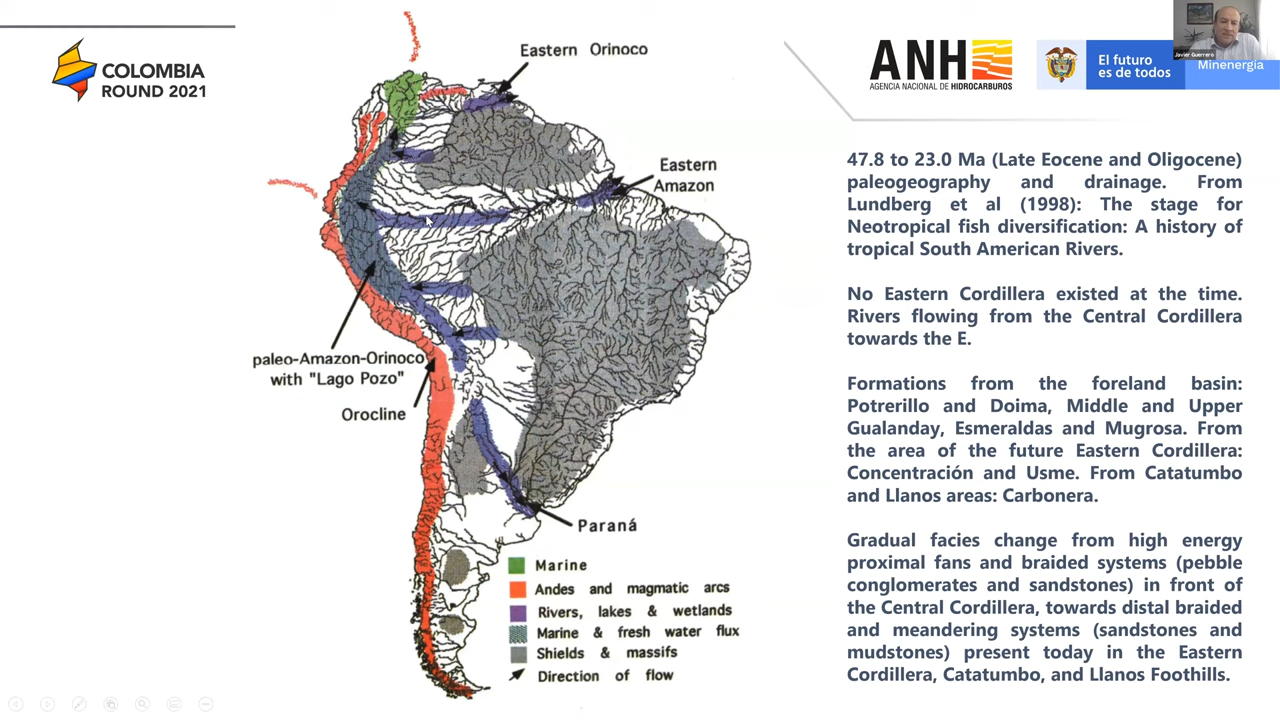 COLOMBIA
ROUND 2021
Eastern Orinoco
Eastern
Amazon
paleo-Amazon-Orinoco
with "Lago Pozo"
Orocline
Paraná
Marine
Andes and magmatic arcs
Rivers, lakes & wetlands
Marine & fresh water flux
Shields & massifs
Direction of flow
ANH
AGENCIA NACIONAL DE HIDROCARBUROS
El futuro
es de todos
Minenergía
Javier Guerrero
47.8 to 23.0 Ma (Late Eocene and Oligocene)
paleogeography and drainage. From
Lundberg et al (1998): The stage for
Neotropical fish diversification: A history of
tropical South American Rivers.
No Eastern Cordillera existed at the time.
Rivers flowing from the Central Cordillera
towards the E.
Formations from the foreland basin:
Potrerillo and Doima, Middle and Upper
Gualanday, Esmeraldas and Mugrosa. From
the area of the future Eastern Cordillera:
Concentración and Usme. From Catatumbo
and Llanos areas: Carbonera.
Gradual facies change from high energy
proximal fans and braided systems (pebble
conglomerates and sandstones) in front of
the Central Cordillera, towards distal braided
and meandering systems (sandstones and
mudstones) present today in the Eastern
Cordillera, Catatumbo, and Llanos Foothills.